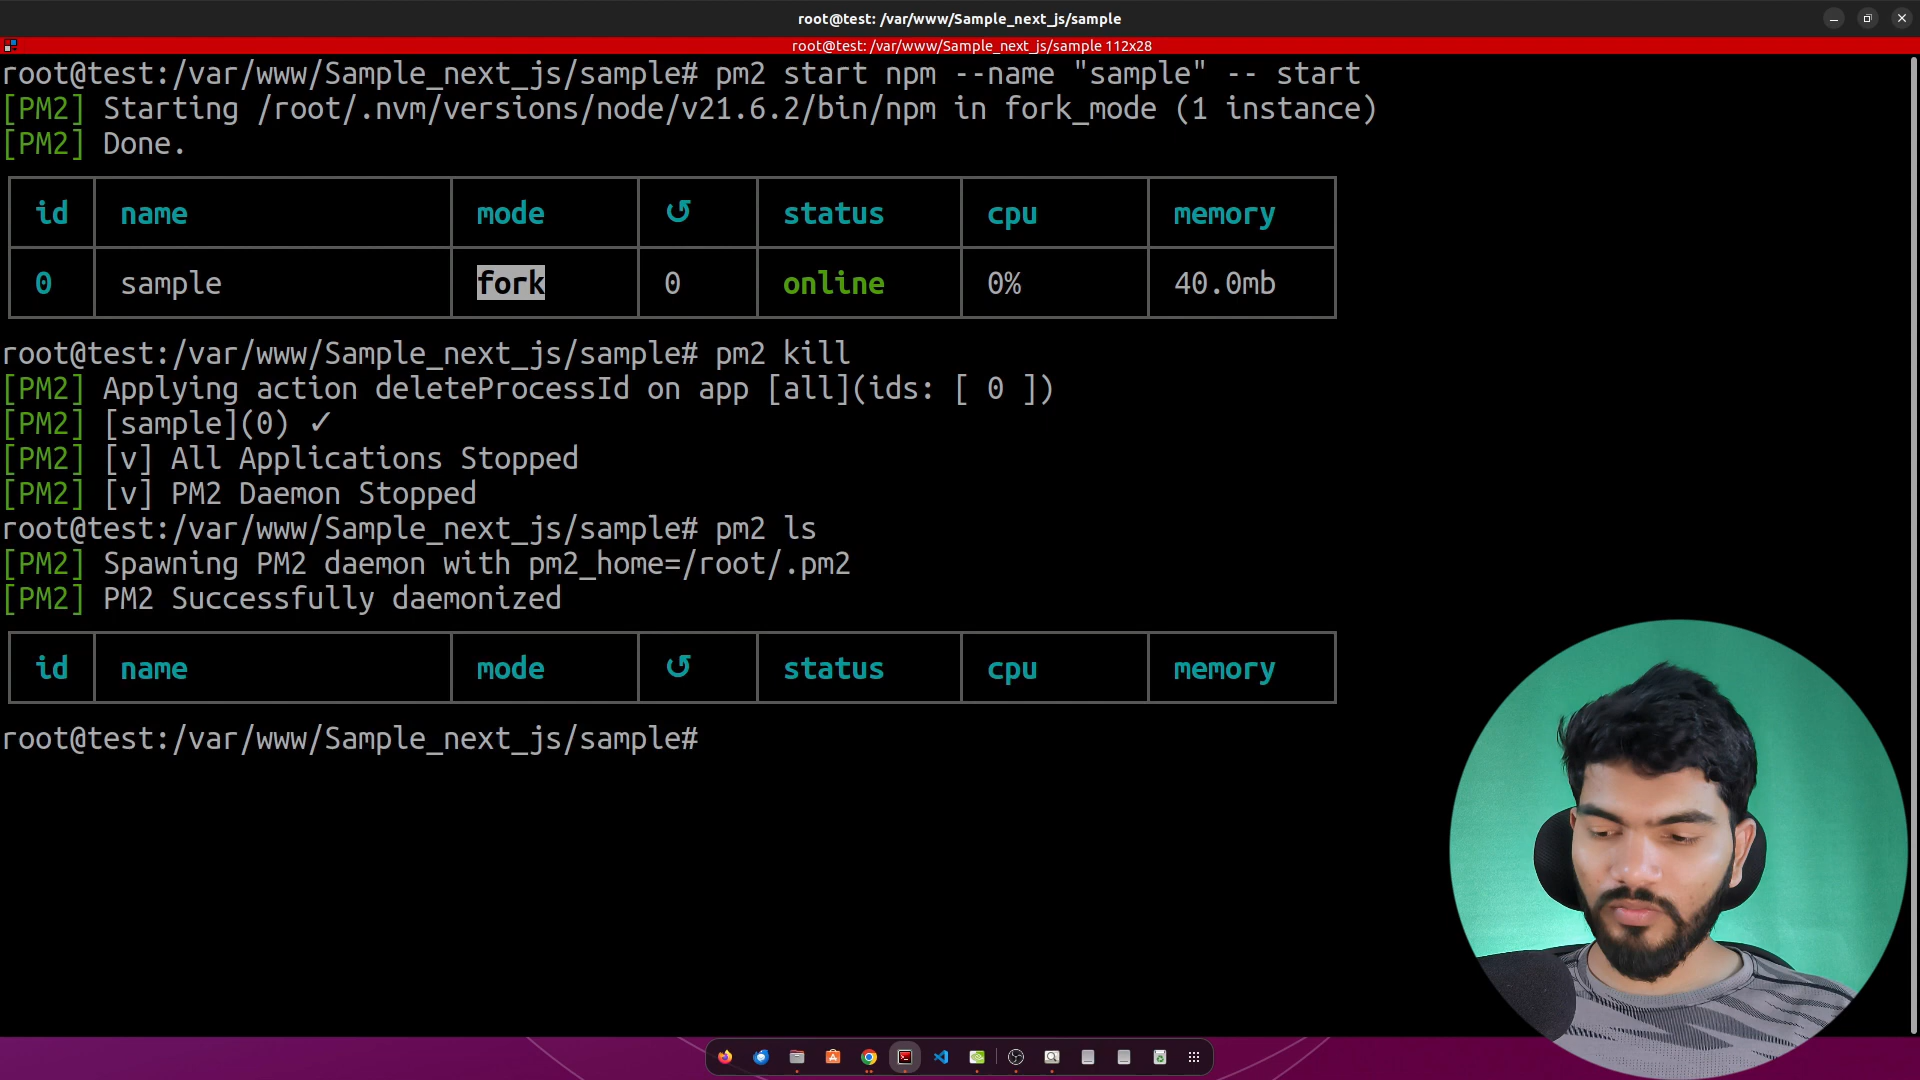 root@test: /var/www/Sample_next_js/sample
root@test: /var/www/Sample_next_js/sample 112x28
root@test:/var/www/Sample_next_js/sample# pm2 start npm --name "sample" -- start
[PM2] Starting /root/.nvm/versions/node/v21.6.2/bin/npm in fork_mode (1 instance)
[PM2] Done.
id name mode ↺ status cpu memory
0 sample fork 0 online 0% 40.0mb
root@test:/var/www/Sample_next_js/sample# pm2 kill
[PM2] Applying action deleteProcessId on app [all](ids: [ 0 ])
[PM2] [sample](0) ✓
[PM2] [v] All Applications Stopped
[PM2] [v] PM2 Daemon Stopped
root@test:/var/www/Sample_next_js/sample# pm2 ls
[PM2] Spawning PM2 daemon with pm2_home=/root/.pm2
[PM2] PM2 Successfully daemonized
id name mode ↺ status cpu memory
root@test:/var/www/Sample_next_js/sample#